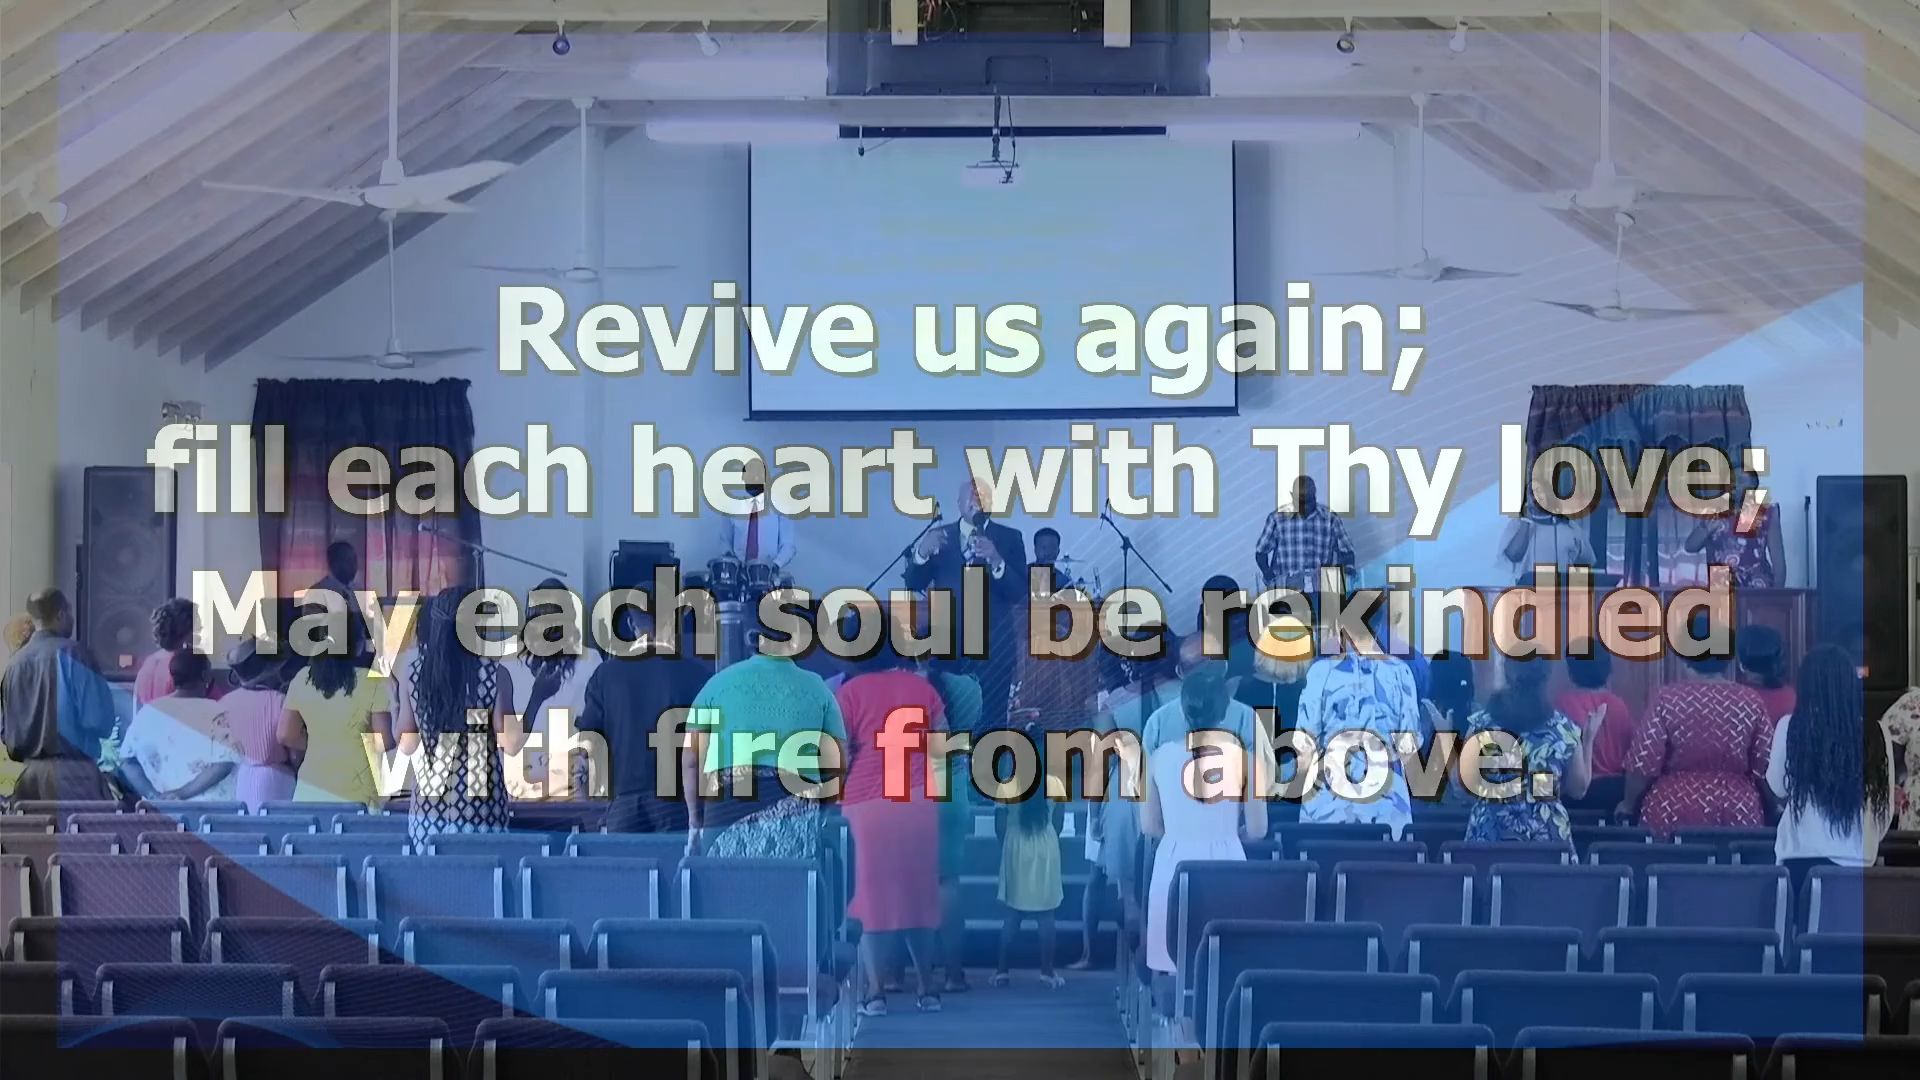 Revive us again;
fill each heart with Thy love;
May each soul be rekindled
with fire from above.